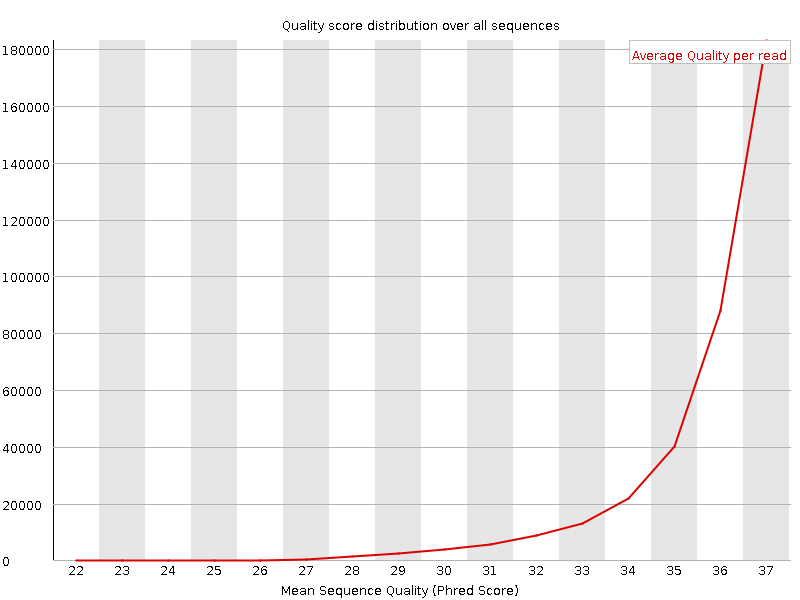 Quality score distribution over all sequences
Average Quality per read
180000
160000
140000
120000
100000
80000
60000
40000
20000
0
22 23 24 25 26 27 28 29 30 31 32 33 34 35 36 37
Mean Sequence Quality (Phred Score)